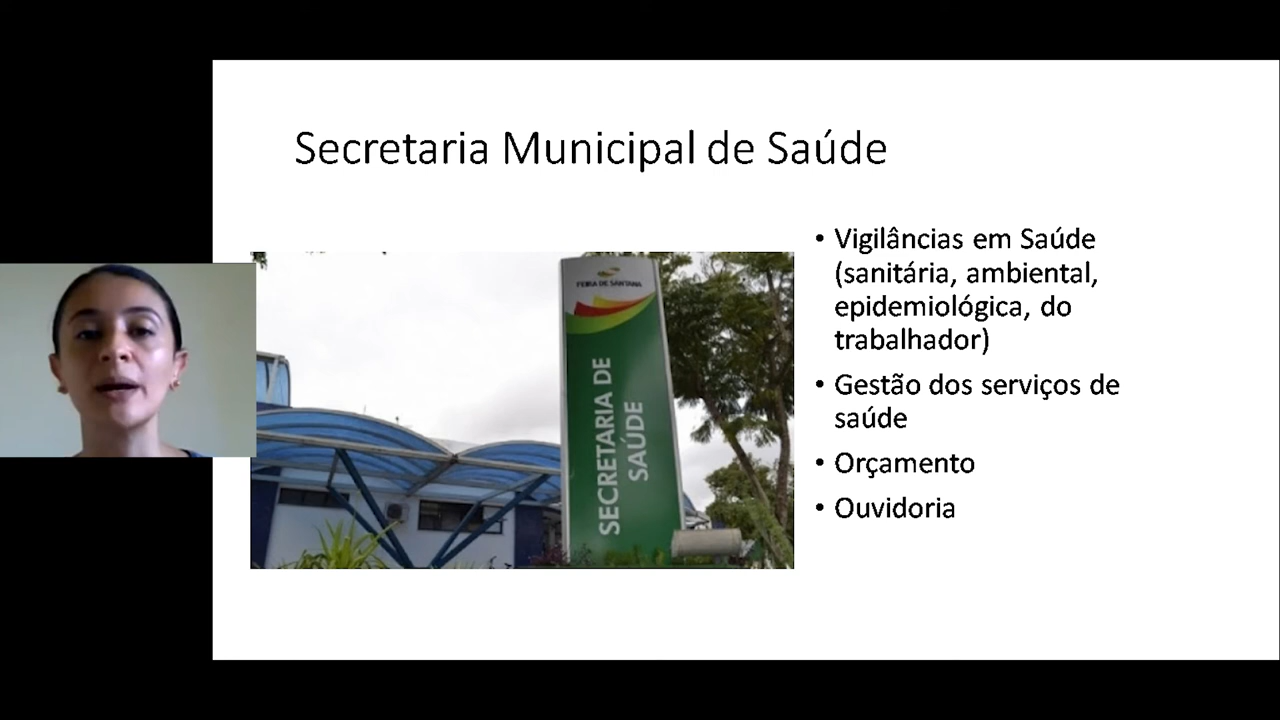 Secretaria Municipal de Saúde
• Vigilâncias em Saúde
(sanitária, ambiental,
epidemiológica, do
trabalhador)
• Gestão dos serviços de
saúde
• Orçamento
• Ouvidoria
FEIRA DE SANTANA
SECRETARIA DE
SAÚDE